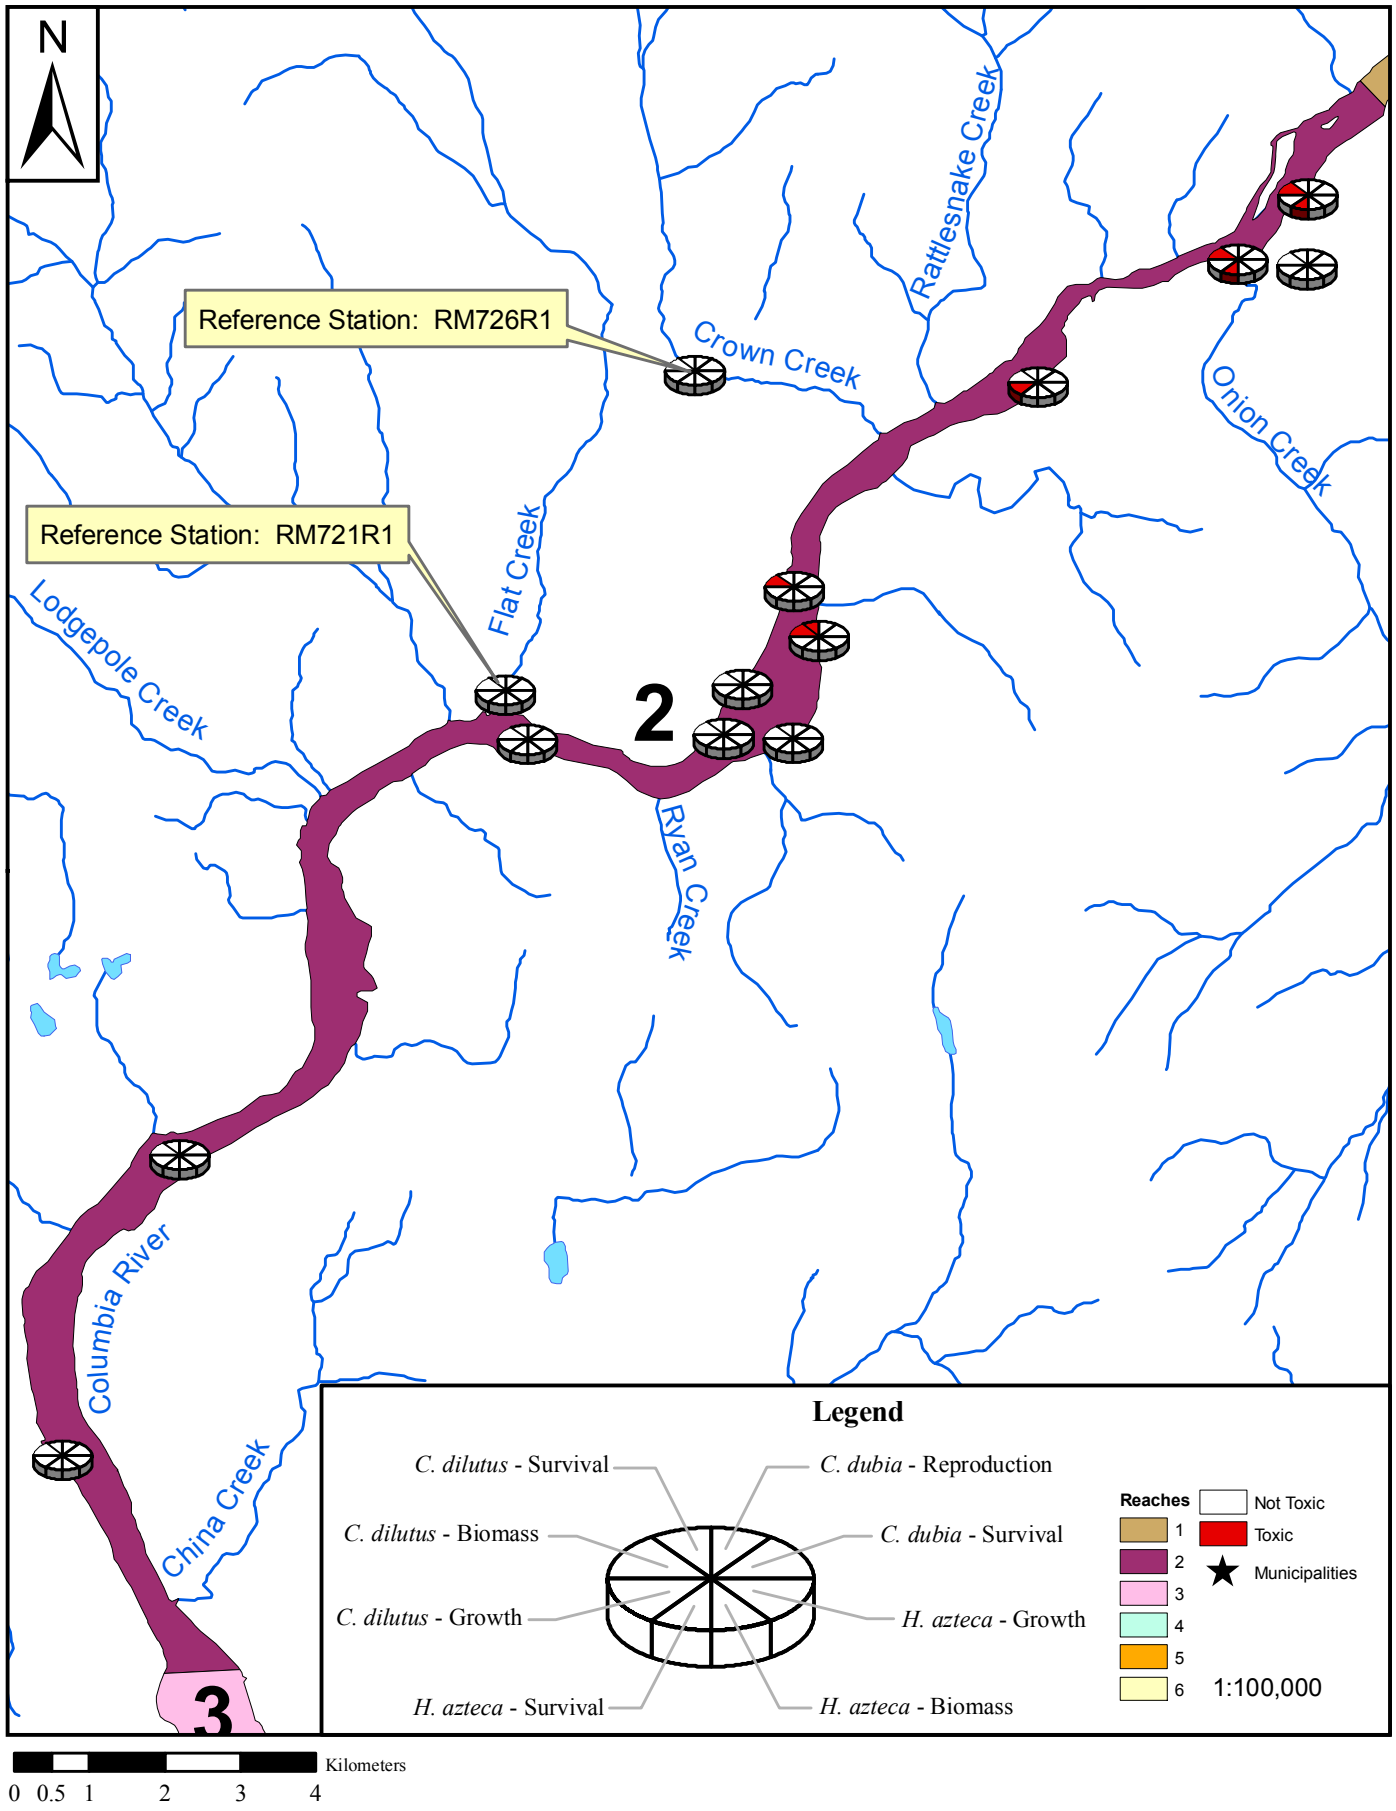 N
Rattlesnake Creek
Reference Station: RM726R1
Crown Creek
Onion Creek
Reference Station: RM721R1
Flat Creek
Lodgepole Creek
2
Ryan Creek
Columbia River
China Creek
3
Legend
C. dilutus - Survival
C. dubia - Reproduction
C. dilutus - Biomass
C. dubia - Survival
C. dilutus - Growth
H. azteca - Growth
H. azteca - Survival
H. azteca - Biomass
Reaches
1
2
3
4
5
6
Not Toxic
Toxic
Municipalities
1:100,000
Kilometers
0 0.5 1 2 3 4